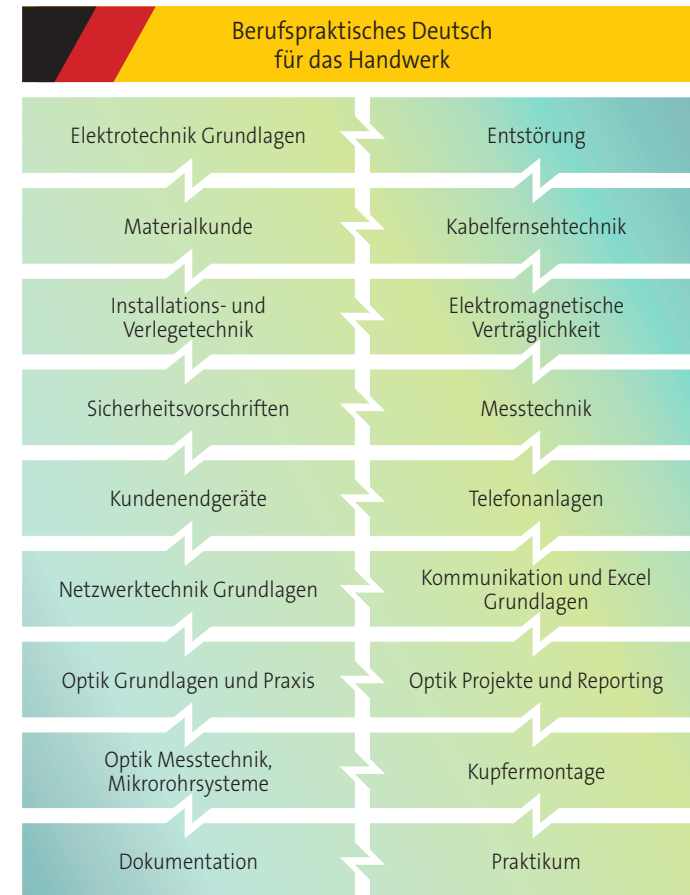 Berufspraktisches Deutsch
für das Handwerk
Elektrotechnik Grundlagen
Entstörung
Materialkunde
Kabelfernsehtechnik
Installations- und
Verlegetechnik
Elektromagnetische
Verträglichkeit
Sicherheitsvorschriften
Messtechnik
Kundenendgeräte
Telefonanlagen
Netzwerktechnik Grundlagen
Kommunikation und Excel
Grundlagen
Optik Grundlagen und Praxis
Optik Projekte und Reporting
Optik Messtechnik,
Mikrorohrsysteme
Kupfermontage
Dokumentation
Praktikum